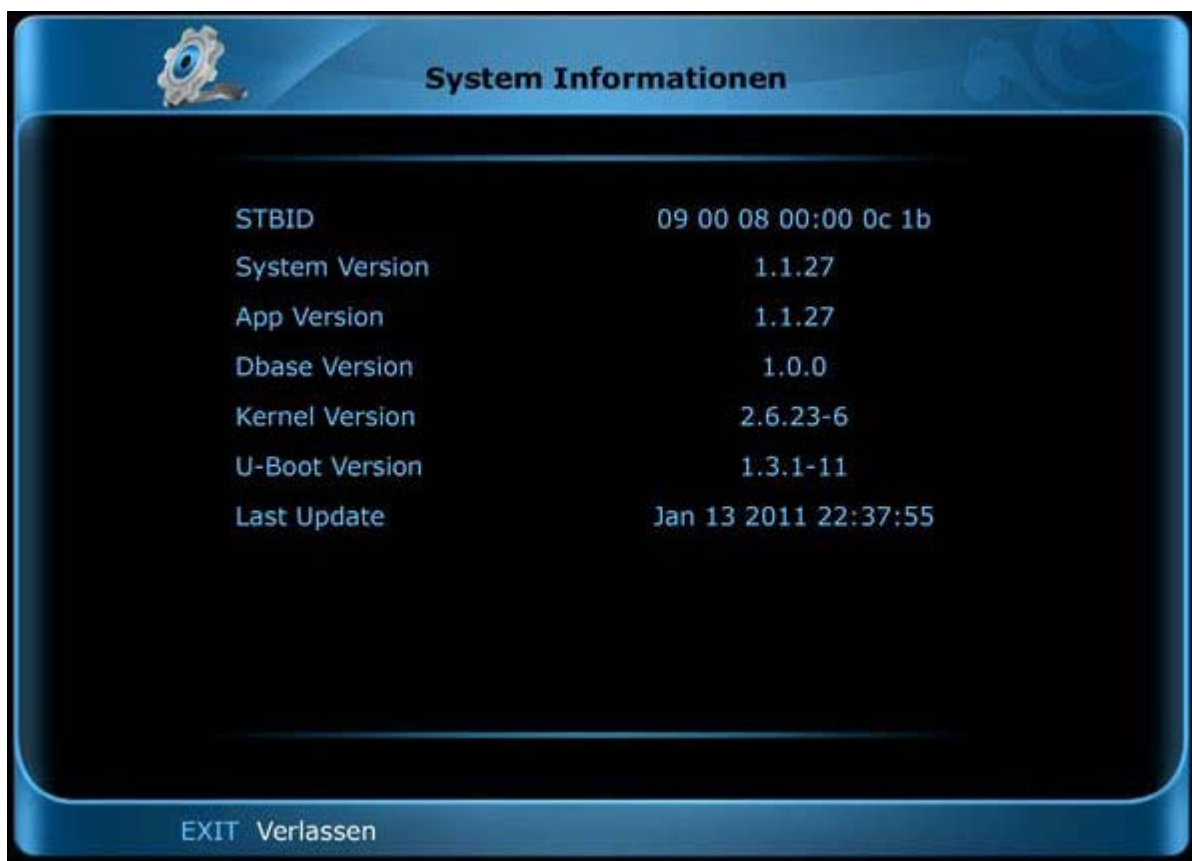 System Informationen
STBID 09 00 08 00:00 0c 1b
System Version 1.1.27
App Version 1.1.27
Dbase Version 1.0.0
Kernel Version 2.6.23-6
U-Boot Version 1.3.1-11
Last Update Jan 13 2011 22:37:55
EXIT Verlassen